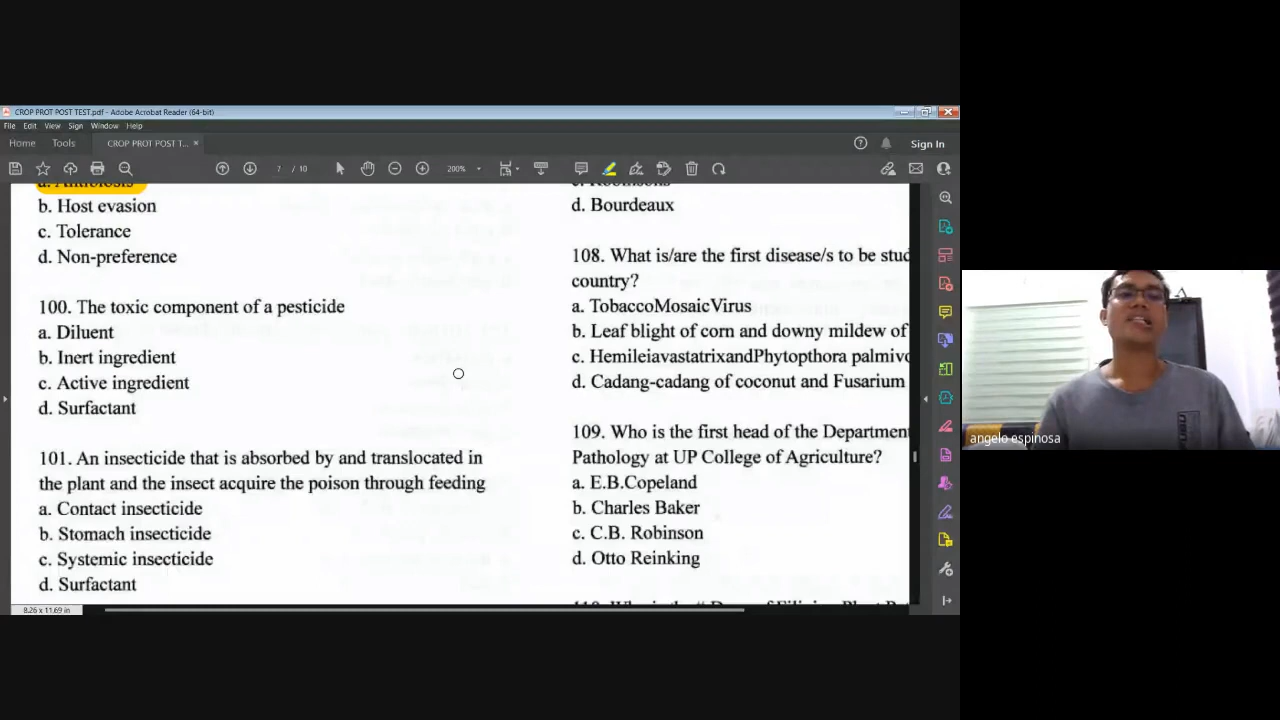 CROP PROT POST TEST.pdf - Adobe Acrobat Reader (64-bit)
File Edit View Sign Window Help
Home Tools CROP PROT POST T... × Sign In
7 / 10 200%
b. Host evasion
c. Tolerance
d. Non-preference
100. The toxic component of a pesticide
a. Diluent
b. Inert ingredient
c. Active ingredient
d. Surfactant
101. An insecticide that is absorbed by and translocated in
the plant and the insect acquire the poison through feeding
a. Contact insecticide
b. Stomach insecticide
c. Systemic insecticide
d. Surfactant
d. Bourdeaux
108. What is/are the first disease/s to be stud
country?
a. TobaccoMosaicVirus
b. Leaf blight of corn and downy mildew of
c. HemileiavastatrixandPhytopthora palmivo
d. Cadang-cadang of coconut and Fusarium
109. Who is the first head of the Department
Pathology at UP College of Agriculture?
a. E.B.Copeland
b. Charles Baker
c. C.B. Robinson
d. Otto Reinking
8.26 x 11.69 in
angelo espinosa